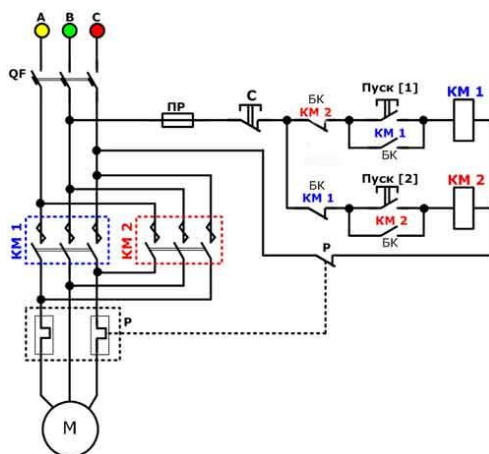 A B C
QF
ПР
С
БК
КМ 2
Пуск [1]
КМ 1
КМ 1
БК
БК
КМ 1
Пуск [2]
КМ 2
КМ 2
БК
КМ 1
КМ 2
Р
Р
М